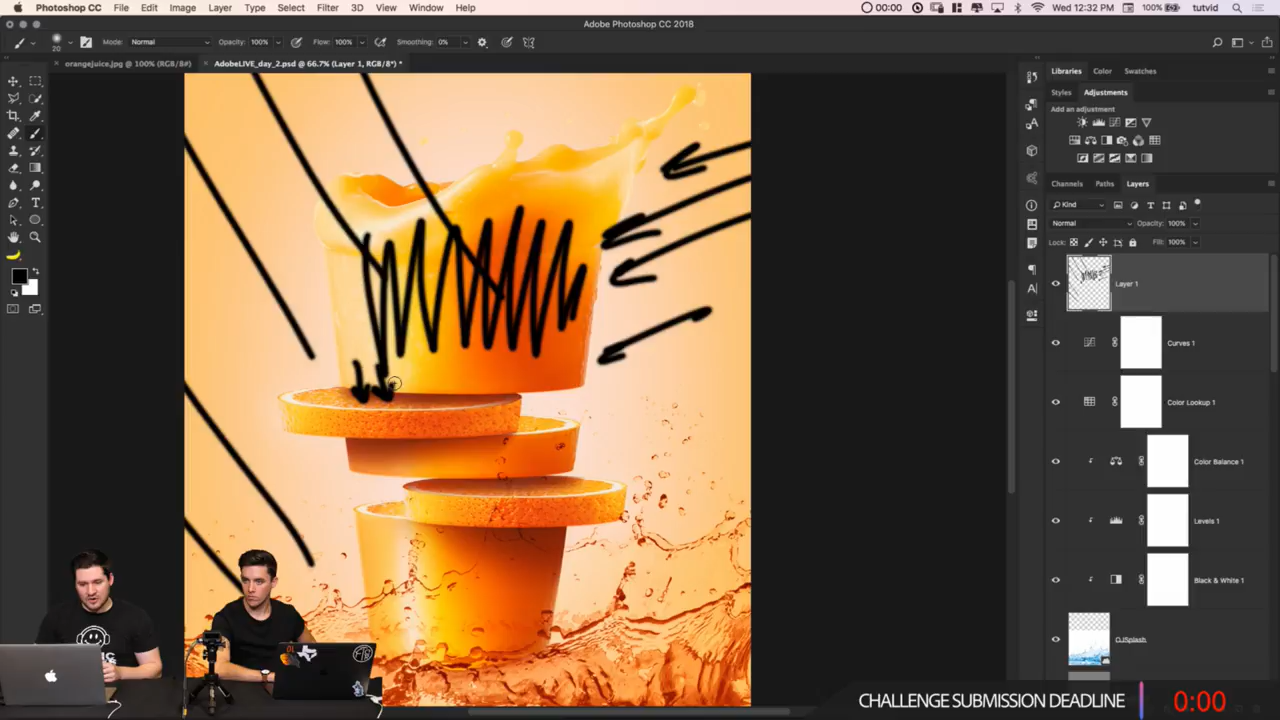 Photoshop CC File Edit Image Layer Type Select Filter 3D View Window Help 00:00 100% Wed 12:32 PM tutvid
Adobe Photoshop CC 2018
20 Mode: Normal Opacity: 100% Flow: 100% Smoothing: 0%
× orangejuice.jpg @ 100% (RGB/8#) × AdobeLIVE_day_2.psd @ 66.7% (Layer 1, RGB/8*) *
Libraries Color Swatches
Styles Adjustments
Add an adjustment
Channels Paths Layers
Kind
Normal Opacity: 100%
Lock: Fill: 100%
Layer 1
Curves 1
Color Lookup 1
Color Balance 1
Levels 1
Black & White 1
OJSplash
CHALLENGE SUBMISSION DEADLINE 0:00